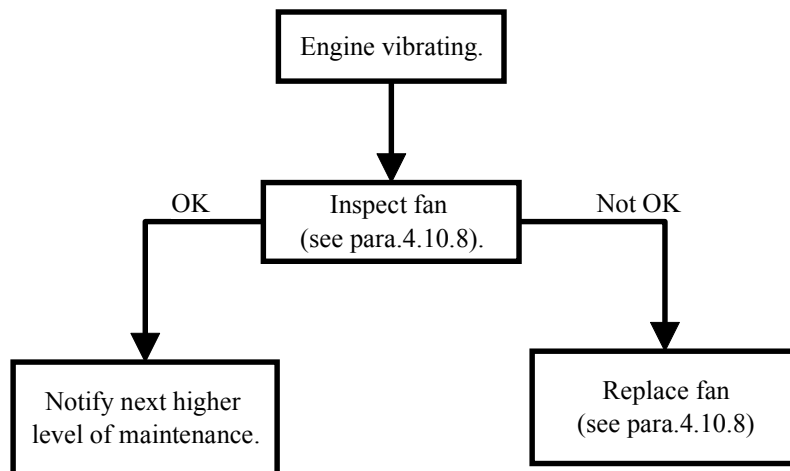 Engine vibrating.
OK
Inspect fan
(see para.4.10.8).
Not OK
Notify next higher
level of maintenance.
Replace fan
(see para.4.10.8)